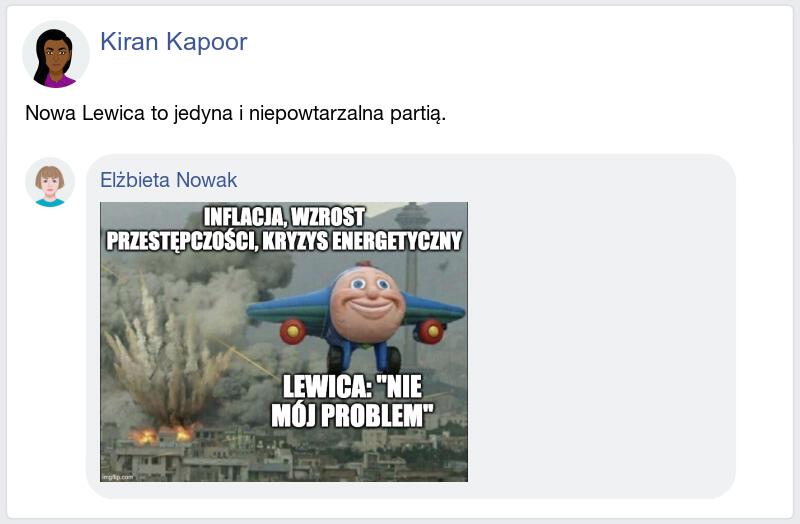 Kiran Kapoor
Nowa Lewica to jedyna i niepowtarzalna partią.
Elżbieta Nowak
INFLACJA, WZROST
PRZESTĘPCZOŚCI, KRYZYS ENERGETYCZNY
LEWICA: "NIE
MÓJ PROBLEM"
imgflip.com